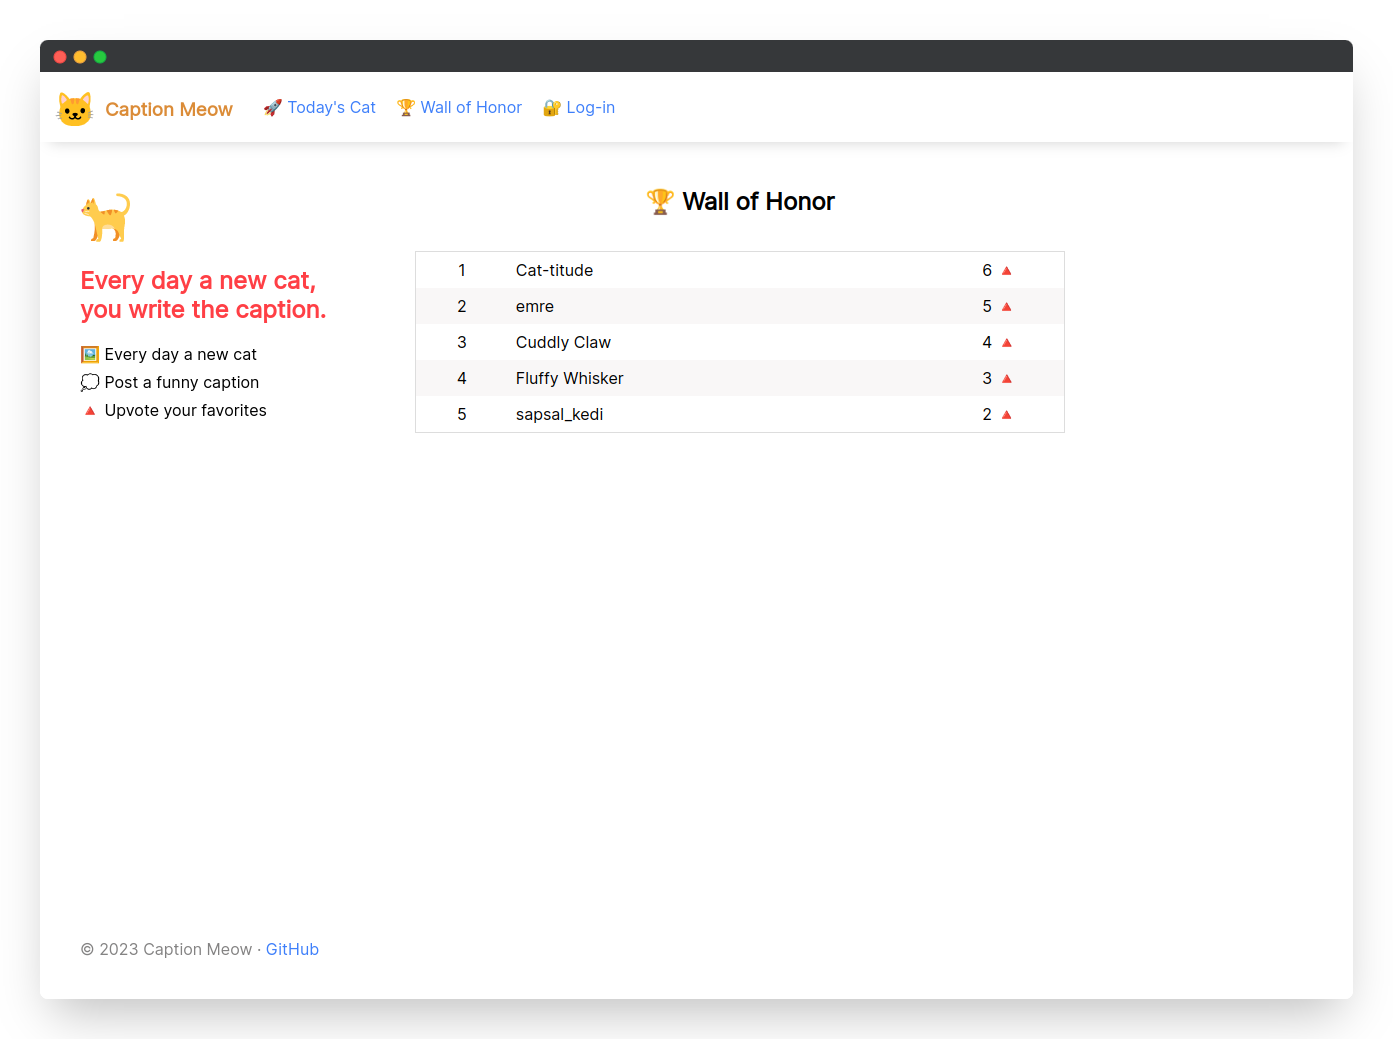 Caption Meow
Today's Cat
Wall of Honor
Log-in
Every day a new cat,
you write the caption.
Every day a new cat
Post a funny caption
Upvote your favorites
Wall of Honor
1 Cat-titude 6
2 emre 5
3 Cuddly Claw 4
4 Fluffy Whisker 3
5 sapsal_kedi 2
© 2023 Caption Meow · GitHub